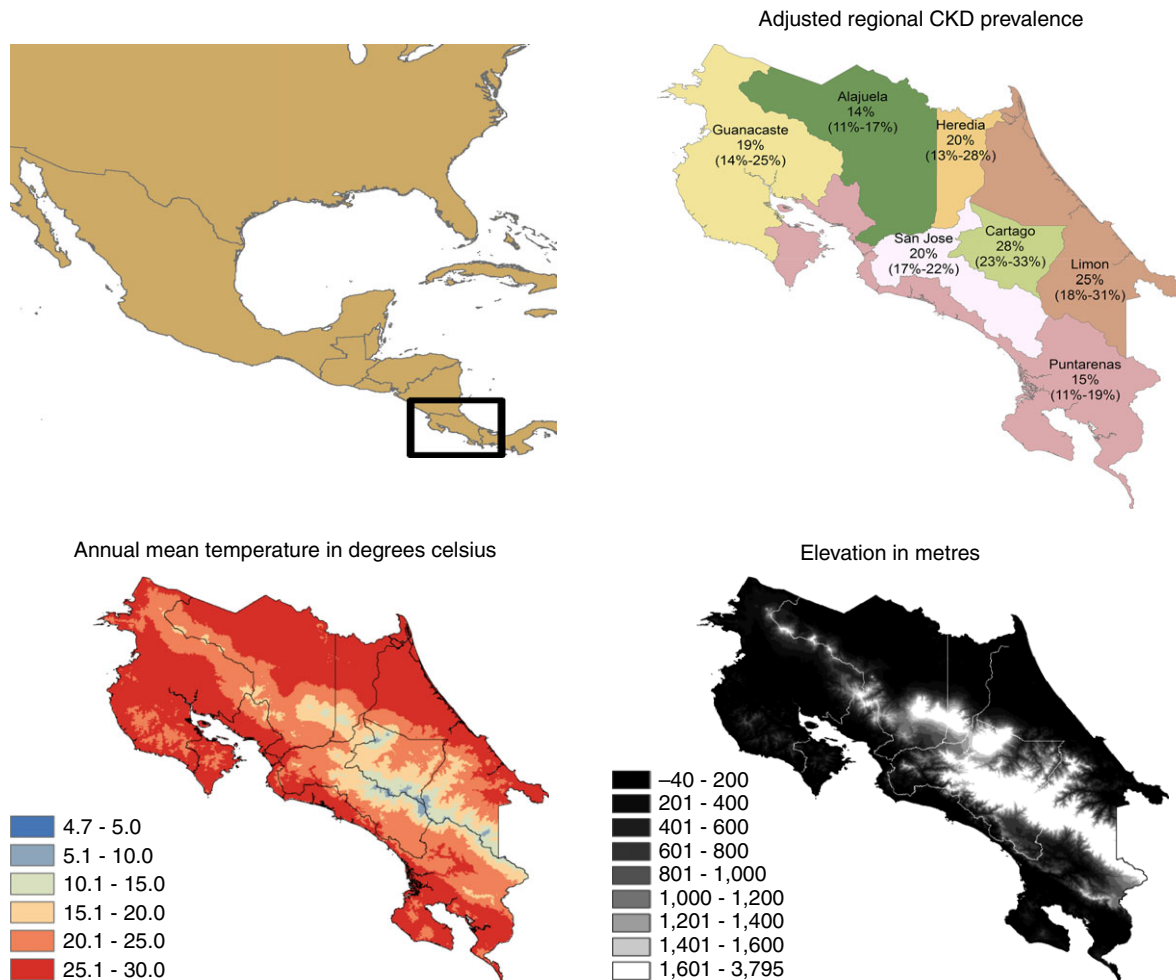 Adjusted regional CKD prevalence
Alajuela
14%
(11%-17%)
Guanacaste
19%
(14%-25%)
Heredia
20%
(13%-28%)
San Jose
20%
(17%-22%)
Cartago
28%
(23%-33%)
Limon
25%
(18%-31%)
Puntarenas
15%
(11%-19%)
Annual mean temperature in degrees celsius
4.7 - 5.0
5.1 - 10.0
10.1 - 15.0
15.1 - 20.0
20.1 - 25.0
25.1 - 30.0
Elevation in metres
–40 - 200
201 - 400
401 - 600
601 - 800
801 - 1,000
1,000 - 1,200
1,201 - 1,400
1,401 - 1,600
1,601 - 3,795